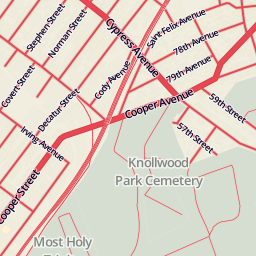 Stephen Street
Norman Street
Cypress Avenue
Saint Felix Avenue
78th Avenue
79th Avenue
Covert Street
Cody Avenue
Decatur Street
Cooper Avenue
59th Street
57th Street
Irving Avenue
Knollwood
Park Cemetery
Cooper Street
Most Holy